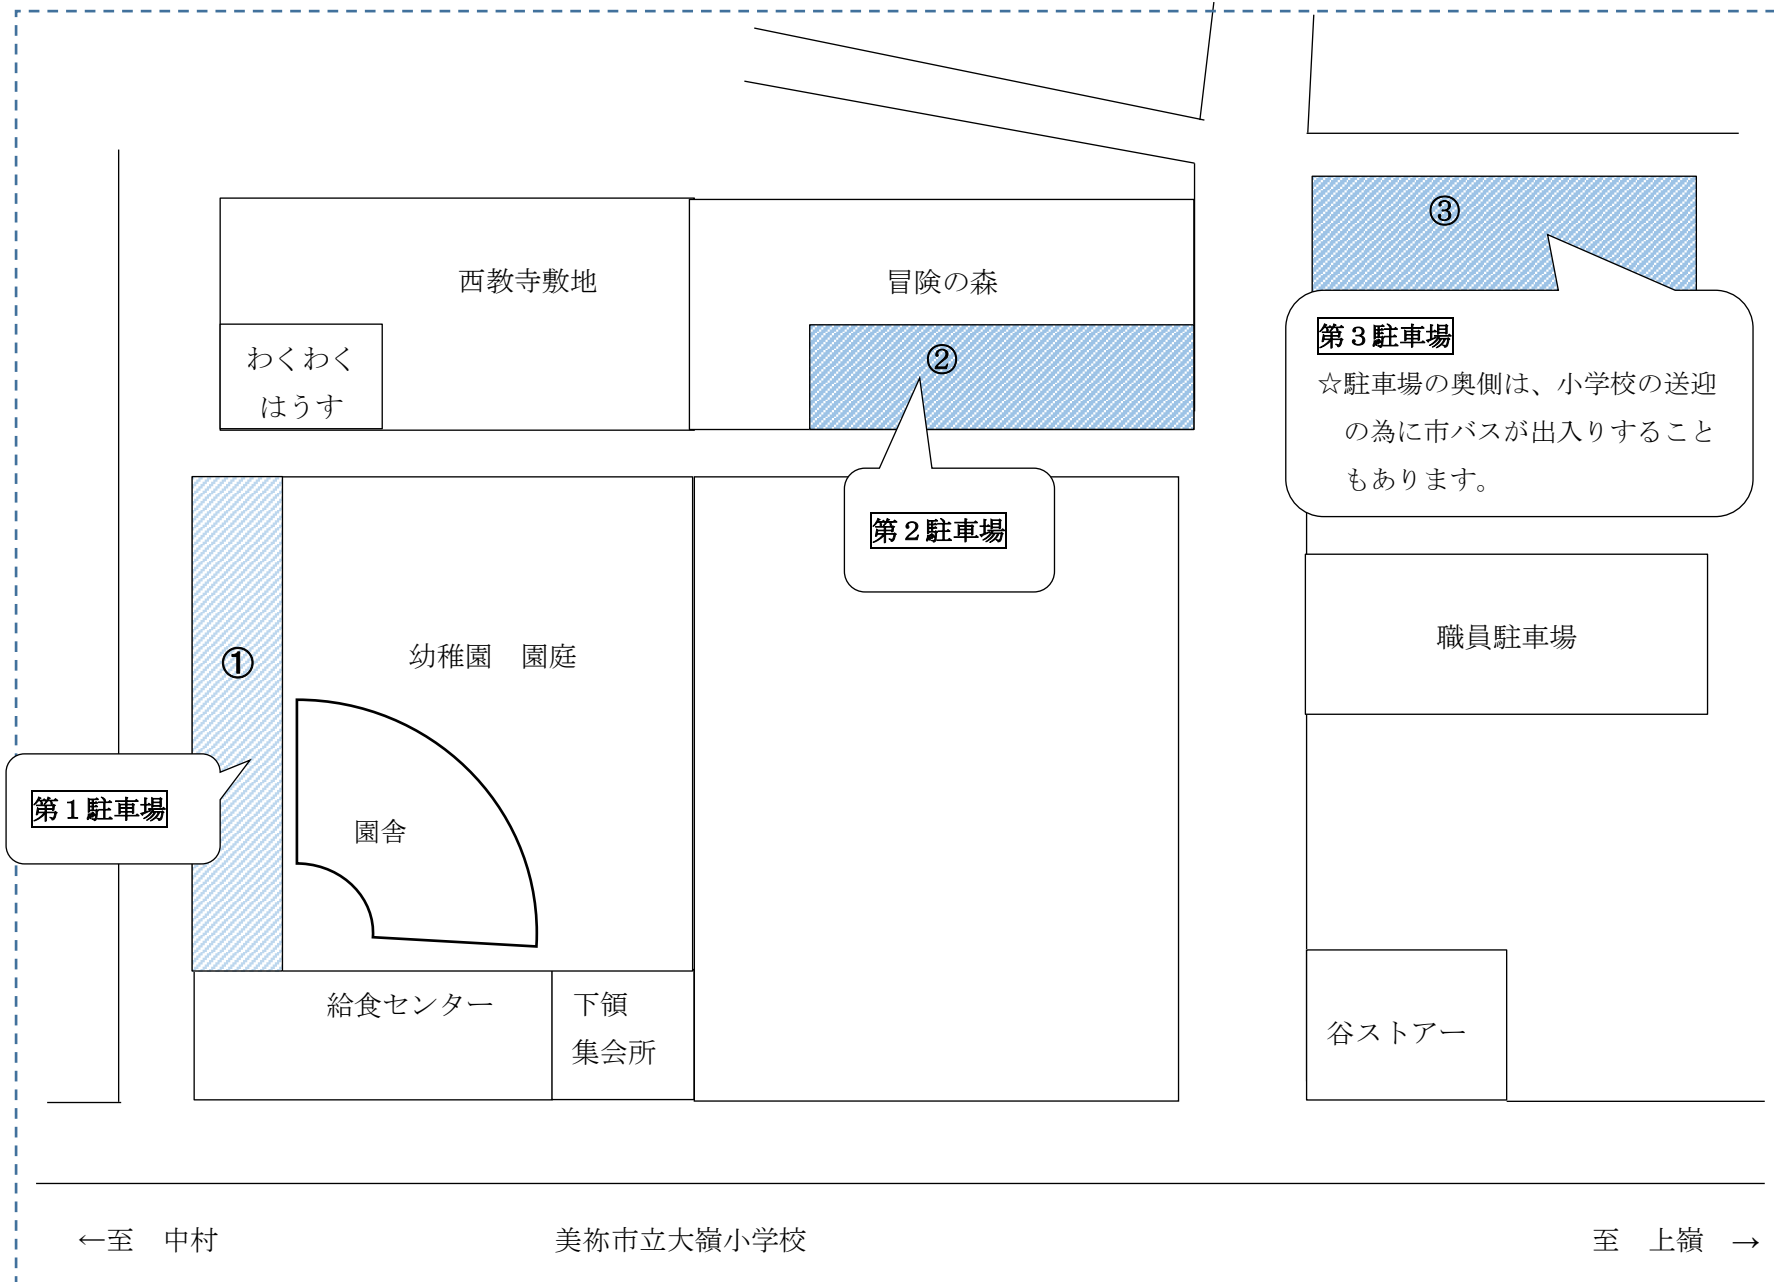 ③
西教寺敷地
冒険の森
第３駐車場
☆駐車場の奥側は、小学校の送迎
の為に市バスが出入りすること
もあります。
わくわく
はうす
②
第２駐車場
①
幼稚園　園庭
職員駐車場
第１駐車場
園舎
給食センター
下領
集会所
谷ストアー
←至　中村
美祢市立大嶺小学校
至　上嶺　→